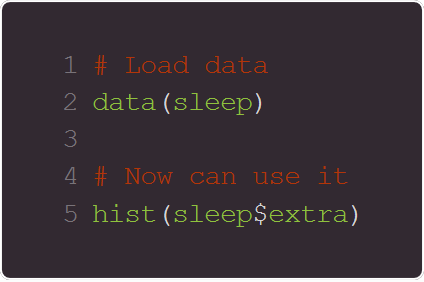 1 # Load data
2 data(sleep)
3
4 # Now can use it
5 hist(sleep$extra)